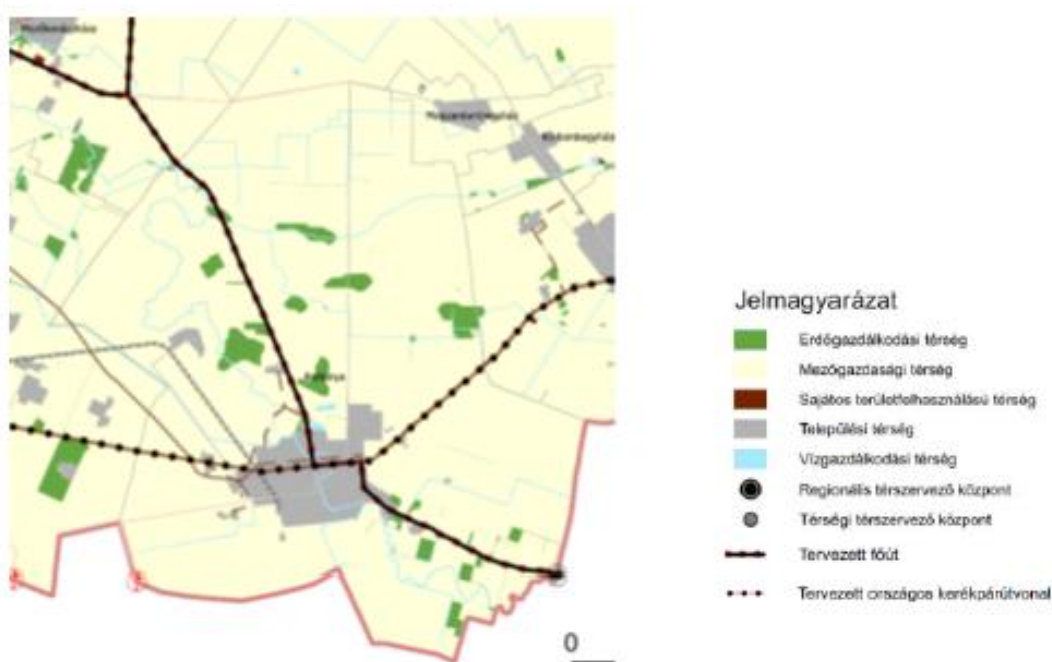 Battonya
Jelmagyarázat
Erdőgazdálkodási térség
Mezőgazdasági térség
Sajátos területfelhasználású térség
Települési térség
Vízgazdálkodási térség
Regionális térszervező központ
Térségi térszervező központ
Tervezett főút
Tervezett országos kerékpárútvonal
0